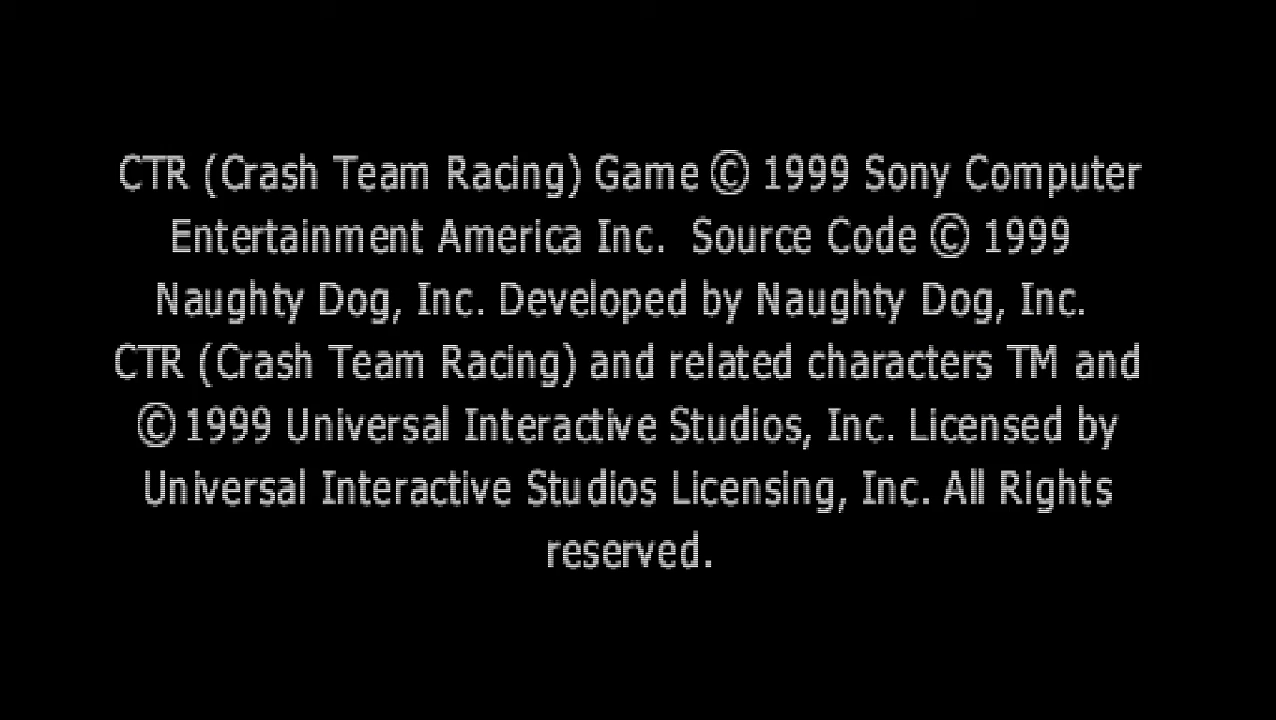 CTR (Crash Team Racing) Game © 1999 Sony Computer
Entertainment America Inc.  Source Code © 1999
Naughty Dog, Inc. Developed by Naughty Dog, Inc.
CTR (Crash Team Racing) and related characters TM and
© 1999 Universal Interactive Studios, Inc. Licensed by
Universal Interactive Studios Licensing, Inc. All Rights
reserved.